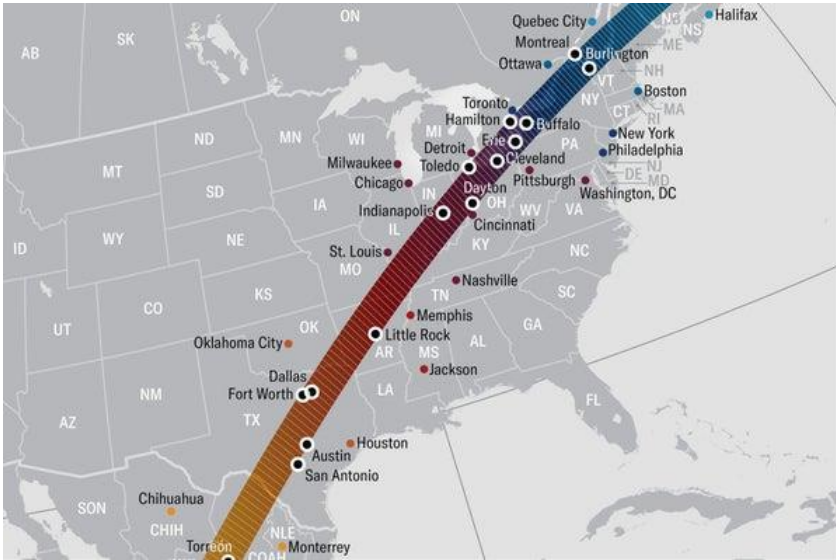 ON
Quebec City
NB
Halifax
NS
AB
SK
Montreal
Burlington
ME
Ottawa
VT
NH
NY
Boston
Toronto
CT
MA
RI
Hamilton
Buffalo
New York
ND
MN
WI
MI
Detroit
Erie
PA
Philadelphia
MT
Milwaukee
Toledo
Cleveland
NJ
DE
MD
SD
Chicago
Pittsburgh
Washington, DC
IN
Dayton
OH
IA
Indianapolis
WV
VA
Cincinnati
ID
WY
NE
IL
KY
St. Louis
NC
MO
UT
CO
KS
Nashville
TN
SC
Memphis
OK
Oklahoma City
Little Rock
GA
AR
MS
AL
Jackson
Dallas
Fort Worth
LA
NM
AZ
TX
FL
Houston
Austin
San Antonio
Chihuahua
SON
CHIH
NLE
Torreón
Monterrey
COAH